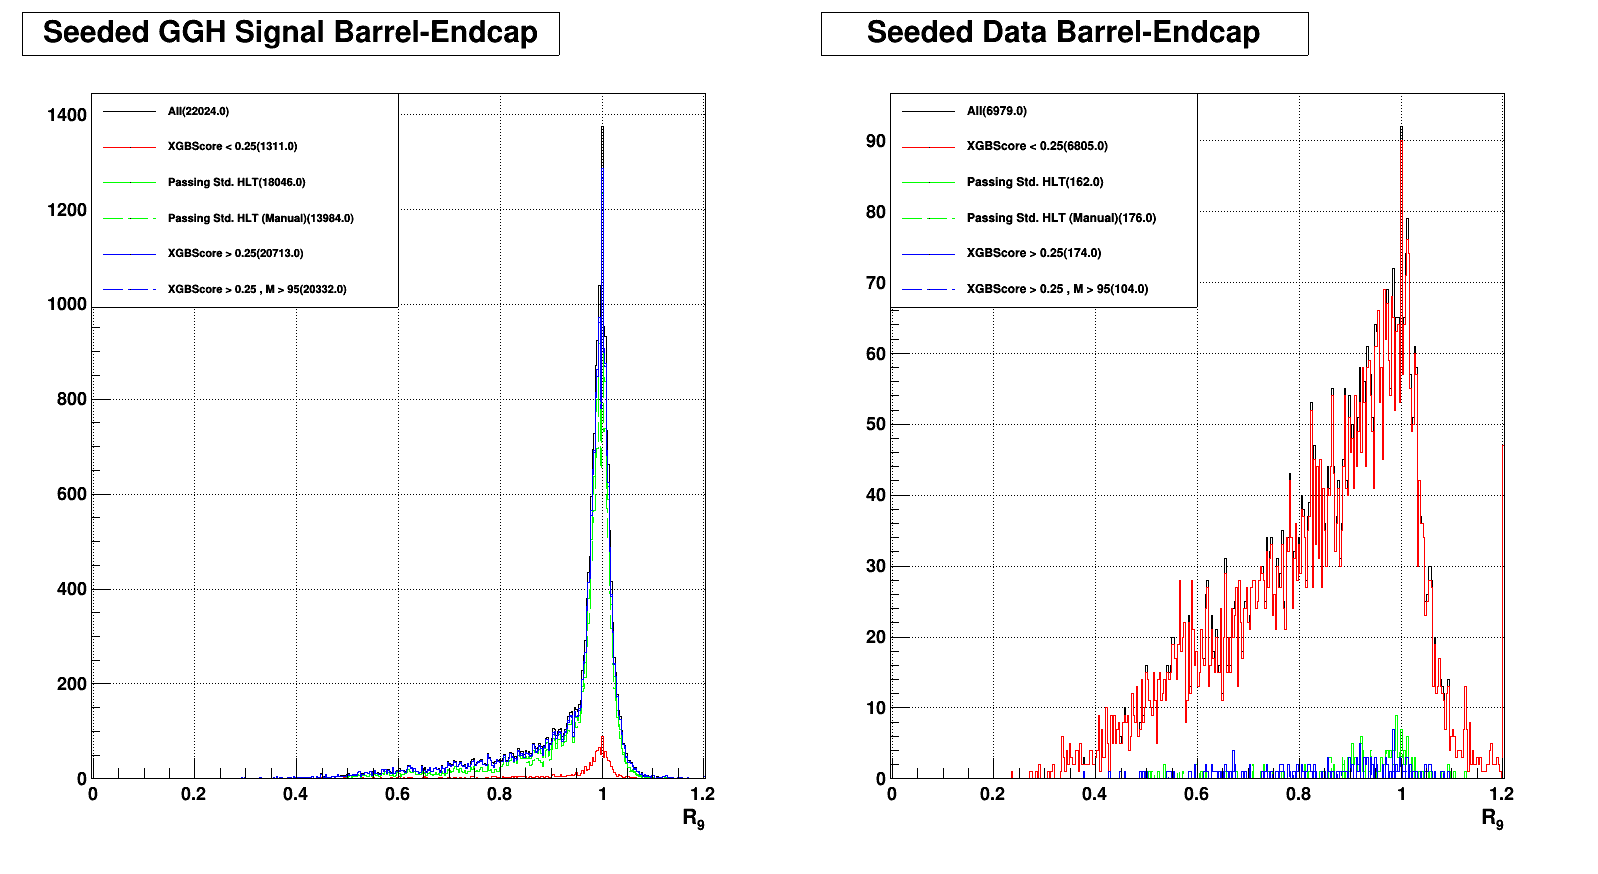 Seeded GGH Signal Barrel-Endcap
1400
1200
1000
800
600
400
200
0
All(22024.0)
XGBScore < 0.25(1311.0)
Passing Std. HLT(18046.0)
Passing Std. HLT (Manual)(13984.0)
XGBScore > 0.25(20713.0)
XGBScore > 0.25 , M > 95(20332.0)
0 0.2 0.4 0.6 0.8 1 1.2
R9
Seeded Data Barrel-Endcap
90
80
70
60
50
40
30
20
10
0
All(6979.0)
XGBScore < 0.25(6805.0)
Passing Std. HLT(162.0)
Passing Std. HLT (Manual)(176.0)
XGBScore > 0.25(174.0)
XGBScore > 0.25 , M > 95(104.0)
0 0.2 0.4 0.6 0.8 1 1.2
R9